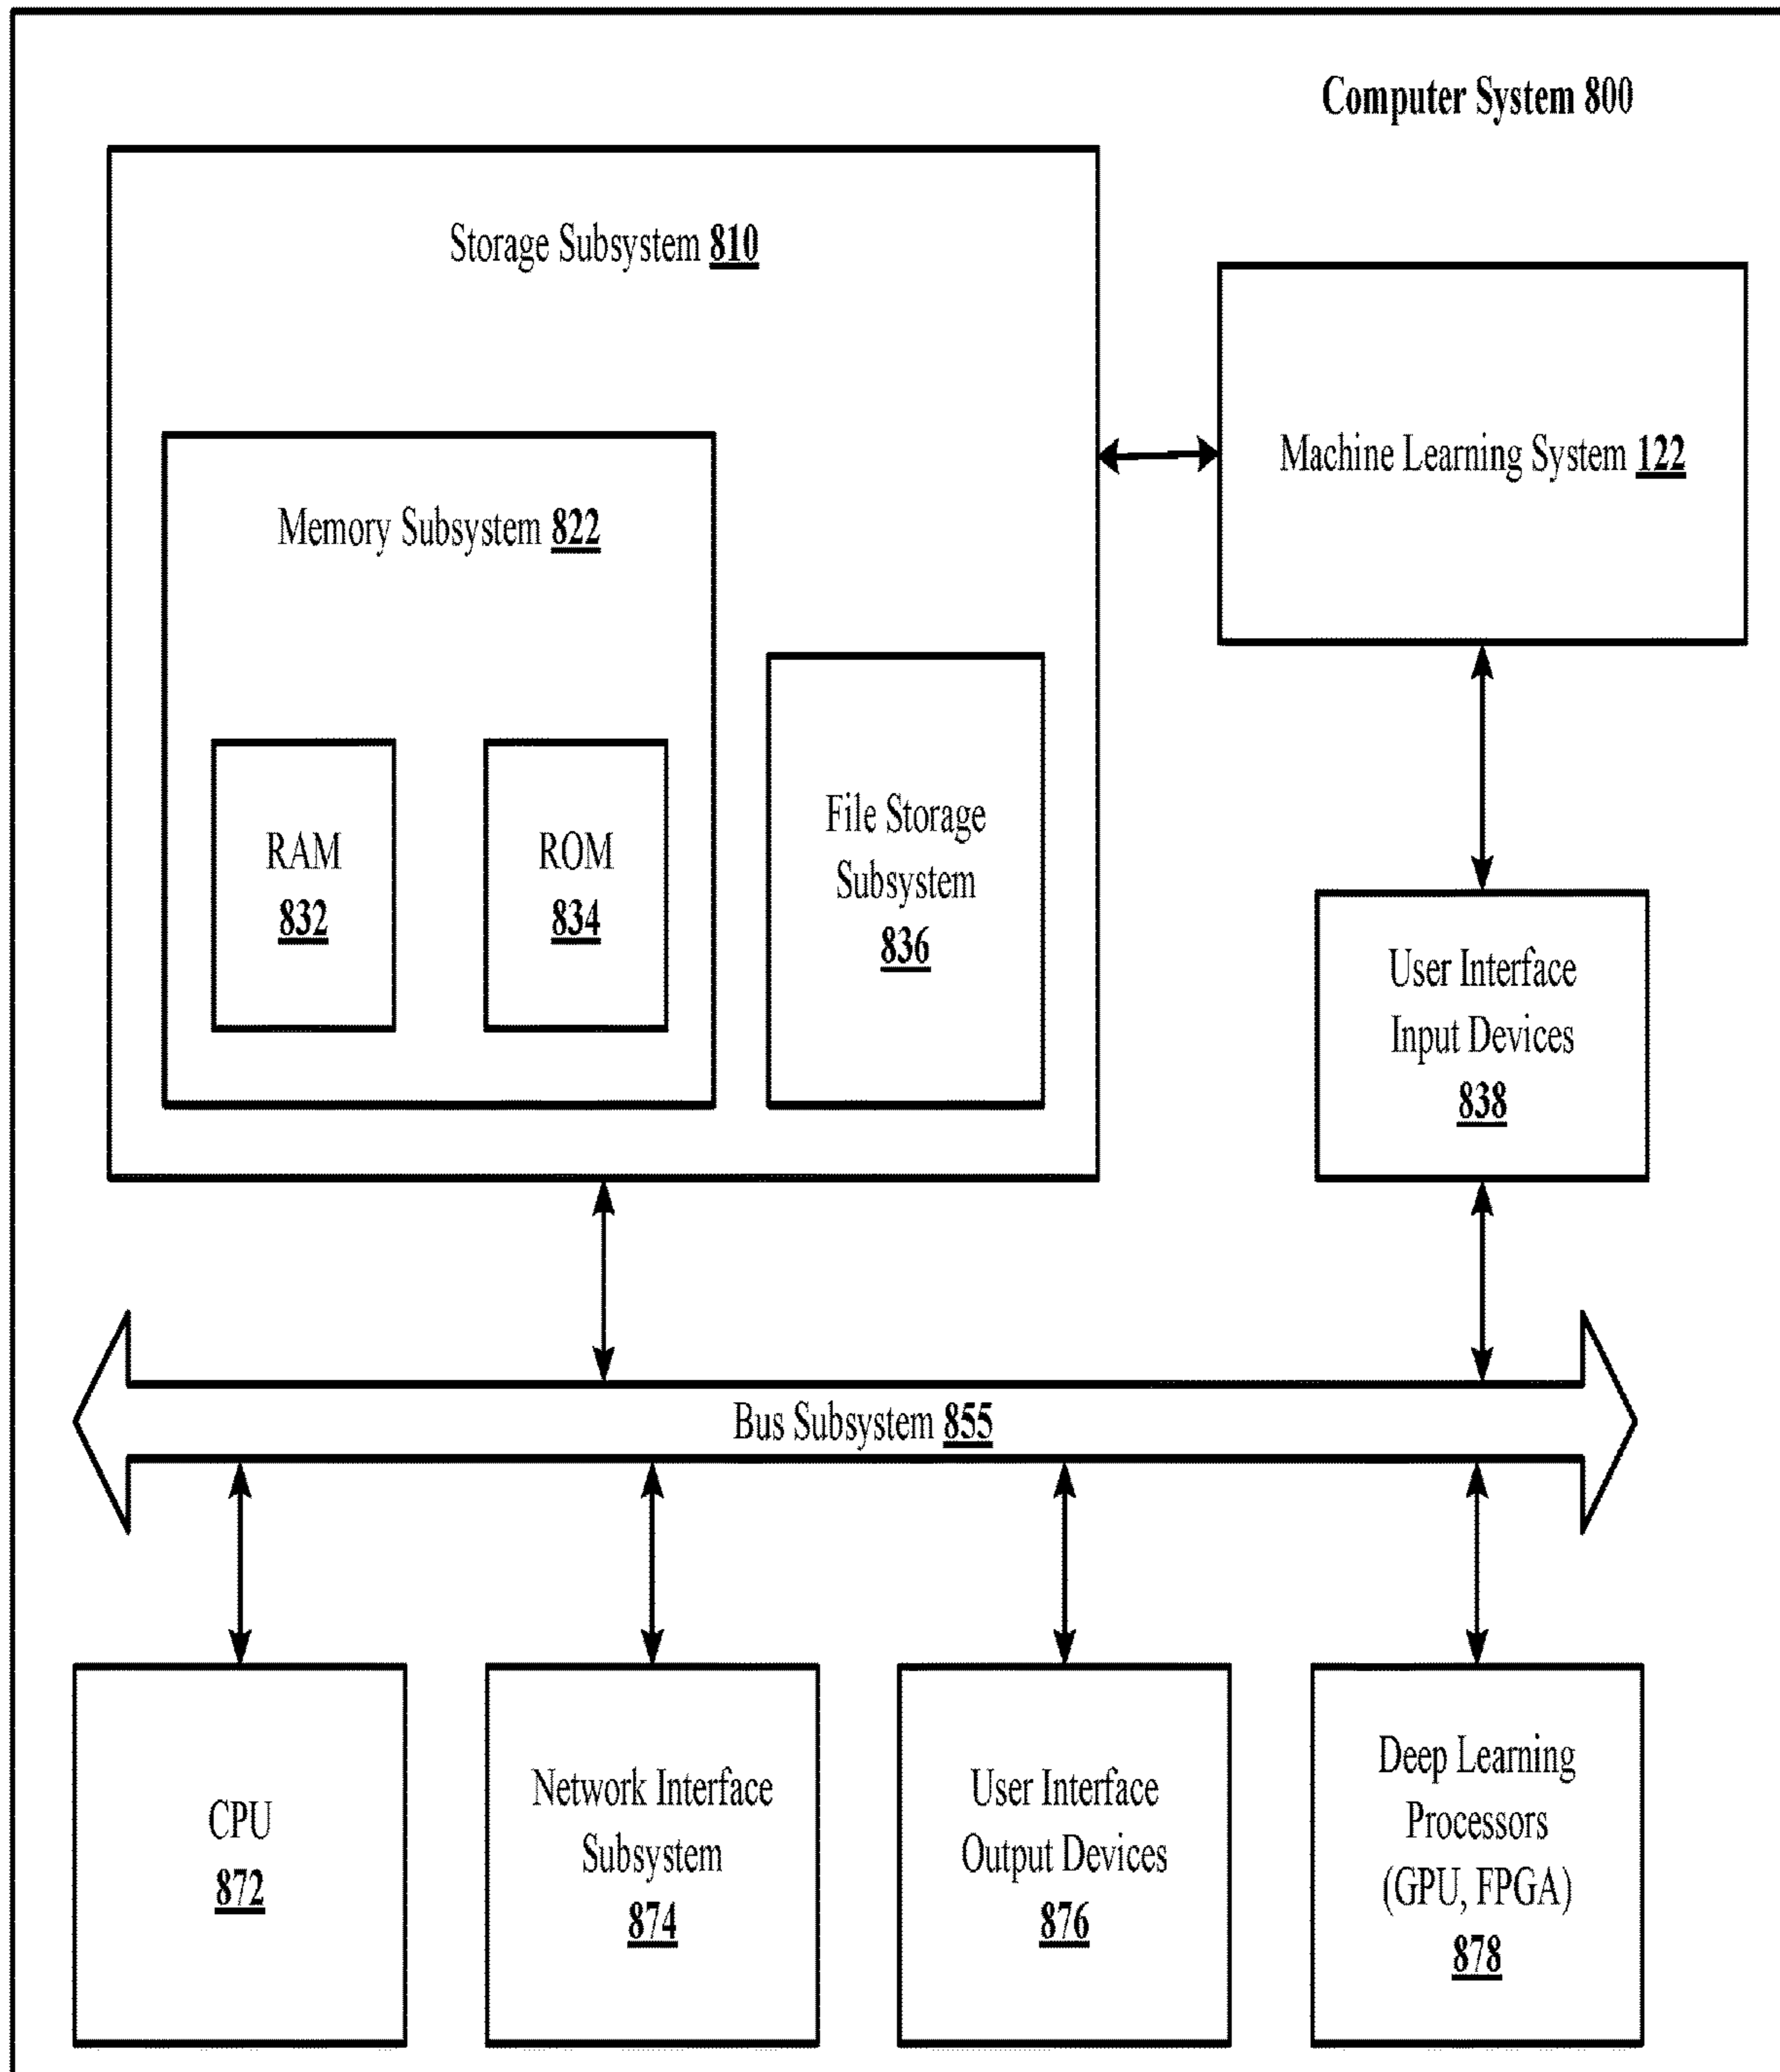 Computer System 800
Storage Subsystem 810
Machine Learning System 122
Memory Subsystem 822
RAM
832
ROM
834
File Storage
Subsystem
836
User Interface
Input Devices
838
Bus Subsystem 855
CPU
872
Network Interface
Subsystem
874
User Interface
Output Devices
876
Deep Learning
Processors
(GPU, FPGA)
878